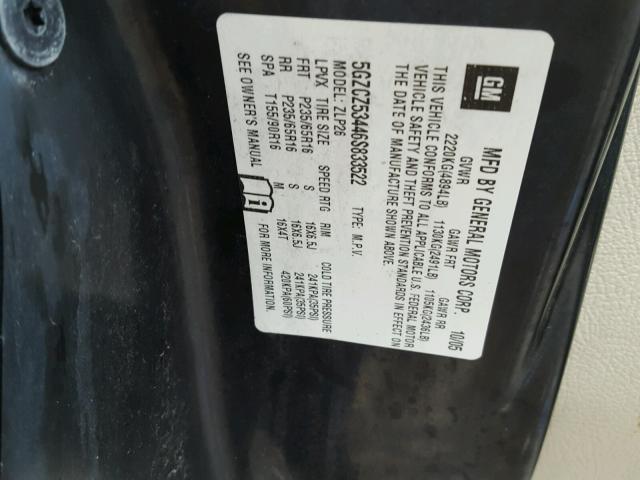 GM
MFD BY GENERAL MOTORS CORP. 10/05
GVWR GAWR FRT GAWR RR
2220KG(4894LB) 1130KG(2491LB) 1105KG(2436LB)
THIS VEHICLE CONFORMS TO ALL APPLICABLE U.S. FEDERAL MOTOR
VEHICLE SAFETY AND THEFT PREVENTION STANDARDS IN EFFECT ON
THE DATE OF MANUFACTURE SHOWN ABOVE.
5GZCZ53446S833522 TYPE: M.P.V.
MODEL: ZLP26
LPVX TIRE SIZE SPEED RTG RIM COLD TIRE PRESSURE
FRT P235/65R16 S 16X6.5J 241KPA(35PSI)
RR P235/65R16 S 16X6.5J 241KPA(35PSI)
SPA T155/90R16 M 16X4T 420KPA(60PSI)
SEE OWNER'S MANUAL